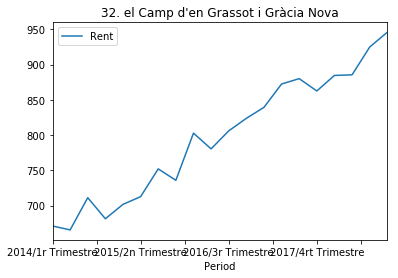 32. el Camp d'en Grassot i Gràcia Nova
Rent
950
900
850
800
750
700
2014/1r Trimestre 2015/2n Trimestre 2016/3r Trimestre 2017/4rt Trimestre
Period